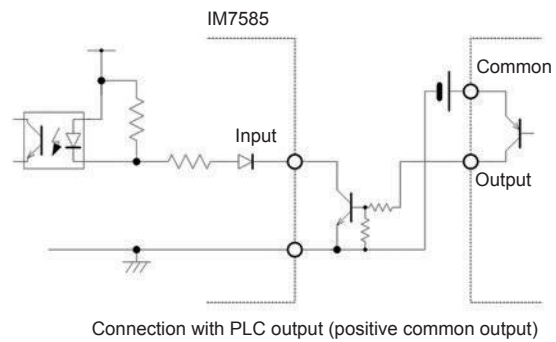 IM7585
Common
Input
Output
Connection with PLC output (positive common output)